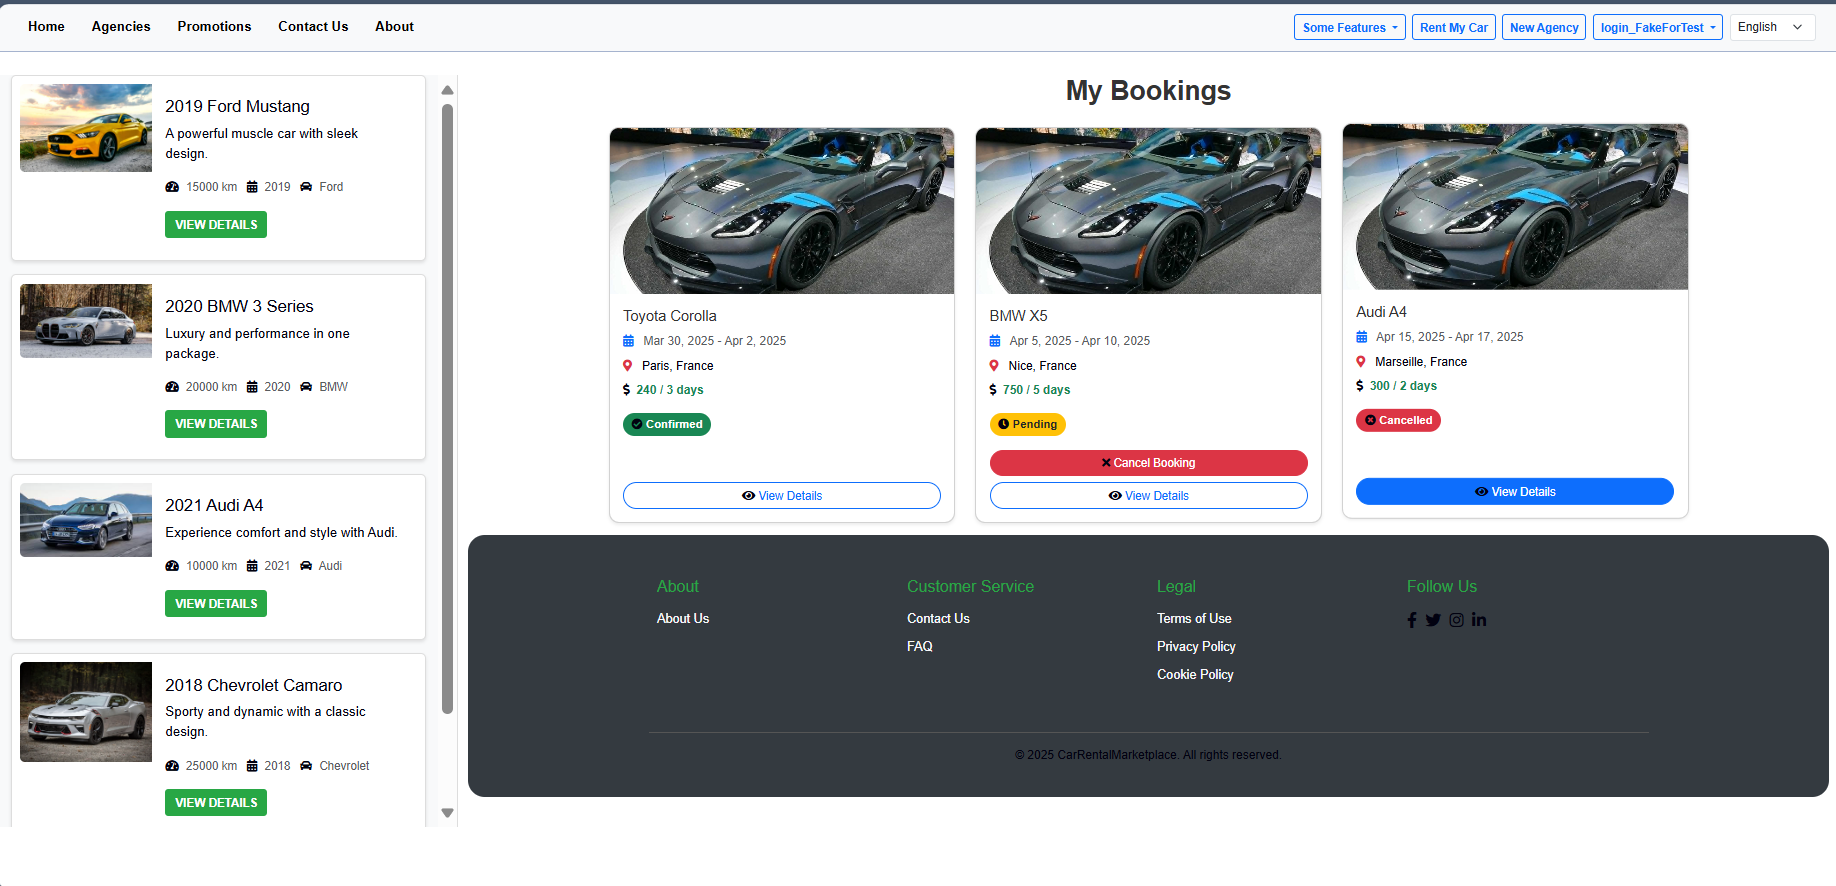 Home Agencies Promotions Contact Us About
Some Features Rent My Car New Agency login_FakeForTest English
2019 Ford Mustang
A powerful muscle car with sleek
design.
15000 km 2019 Ford
VIEW DETAILS
2020 BMW 3 Series
Luxury and performance in one
package.
20000 km 2020 BMW
VIEW DETAILS
2021 Audi A4
Experience comfort and style with Audi.
10000 km 2021 Audi
VIEW DETAILS
2018 Chevrolet Camaro
Sporty and dynamic with a classic
design.
25000 km 2018 Chevrolet
VIEW DETAILS
My Bookings
Toyota Corolla
Mar 30, 2025 - Apr 2, 2025
Paris, France
$ 240 / 3 days
Confirmed
View Details
BMW X5
Apr 5, 2025 - Apr 10, 2025
Nice, France
$ 750 / 5 days
Pending
Cancel Booking
View Details
Audi A4
Apr 15, 2025 - Apr 17, 2025
Marseille, France
$ 300 / 2 days
Cancelled
View Details
About
About Us
Customer Service
Contact Us
FAQ
Legal
Terms of Use
Privacy Policy
Cookie Policy
Follow Us
© 2025 CarRentalMarketplace. All rights reserved.